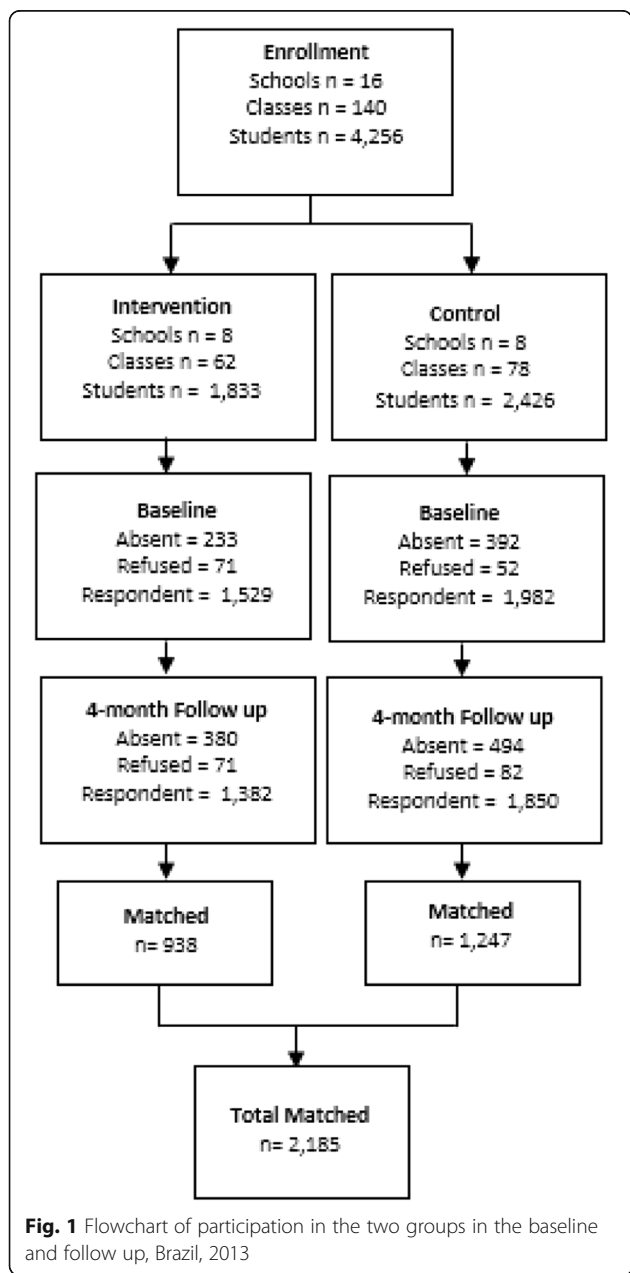 Enrollment
Schools n = 16
Classes n = 140
Students n = 4,256
Intervention
Schools n = 8
Classes n = 62
Students n = 1,833
Control
Schools n = 8
Classes n = 78
Students n = 2,426
Baseline
Absent = 233
Refused = 71
Respondent = 1,529
Baseline
Absent = 392
Refused = 52
Respondent = 1,982
4-month Follow up
Absent = 380
Refused = 71
Respondent = 1,382
4-month Follow up
Absent = 494
Refused = 82
Respondent = 1,850
Matched
n= 938
Matched
n= 1,247
Total Matched
n= 2,185
Fig. 1 Flowchart of participation in the two groups in the baseline
and follow up, Brazil, 2013